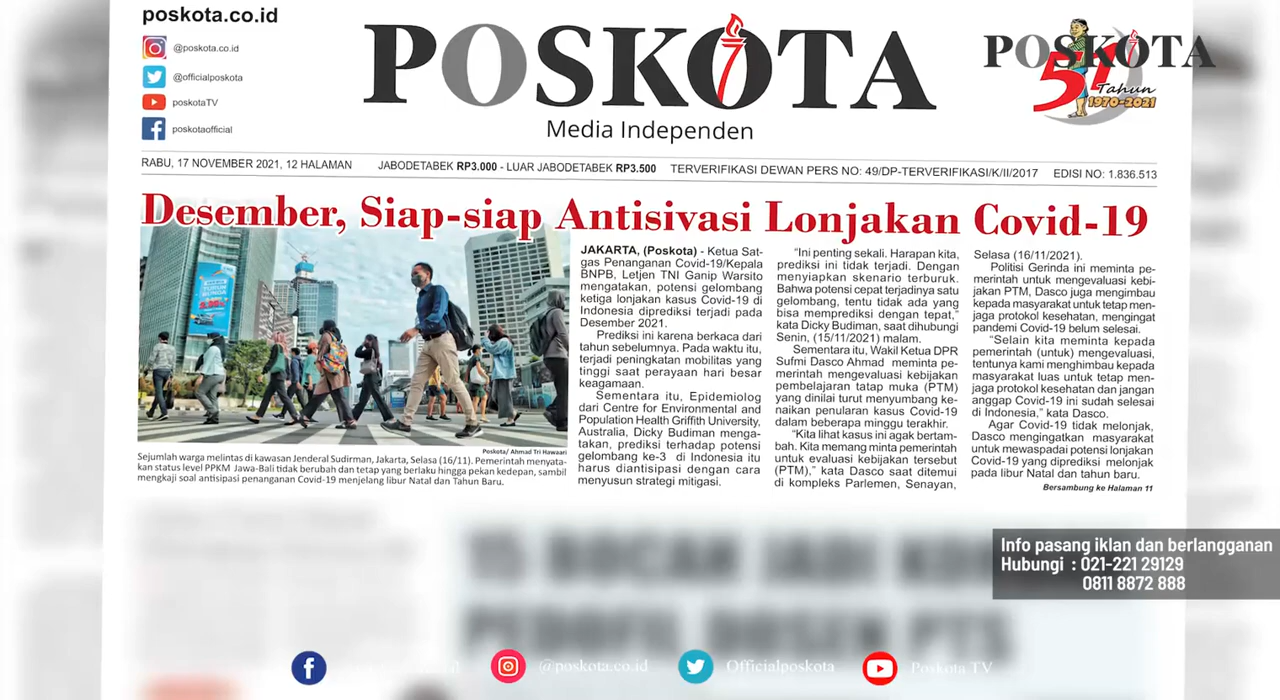 poskota.co.id
@poskota.co.id
@officialposkota
poskotaTV
poskotaofficial
POSKOTA
Media Independen
POSKOTA
51 Tahun
1970-2021
RABU, 17 NOVEMBER 2021, 12 HALAMAN JABODETABEK RP3.000 - LUAR JABODETABEK RP3.500 TERVERIFIKASI DEWAN PERS NO: 49/DP-TERVERIFIKASI/K/II/2017 EDISI NO: 1.836.513
Desember, Siap-siap Antisivasi Lonjakan Covid-19
Poskota/ Ahmad Tri Hawaari
Sejumlah warga melintas di kawasan Jenderal Sudirman, Jakarta, Selasa (16/11). Pemerintah menyata-
kan status level PPKM Jawa-Bali tidak berubah dan tetap yang berlaku hingga pekan kedepan, sambil
mengkaji soal antisipasi penanganan Covid-19 menjelang libur Natal dan Tahun Baru.
JAKARTA, (Poskota) - Ketua Sat-
gas Penanganan Covid-19/Kepala
BNPB, Letjen TNI Ganip Warsito
mengatakan, potensi gelombang
ketiga lonjakan kasus Covid-19 di
Indonesia diprediksi terjadi pada
Desember 2021.
Prediksi ini karena berkaca dari
tahun sebelumnya. Pada waktu itu,
terjadi peningkatan mobilitas yang
tinggi saat perayaan hari besar
keagamaan.
Sementara itu, Epidemiolog
dari Centre for Environmental and
Population Health Griffith University,
Australia, Dicky Budiman menga-
takan, prediksi terhadap potensi
gelombang ke-3 di Indonesia itu
harus diantisipasi dengan cara
menyusun strategi mitigasi.
"Ini penting sekali. Harapan kita,
prediksi ini tidak terjadi. Dengan
menyiapkan skenario terburuk.
Bahwa potensi cepat terjadinya satu
gelombang, tentu tidak ada yang
bisa memprediksi dengan tepat,"
kata Dicky Budiman, saat dihubungi
Senin, (15/11/2021) malam.
Sementara itu, Wakil Ketua DPR
Sufmi Dasco Ahmad meminta pe-
merintah mengevaluasi kebijakan
pembelajaran tatap muka (PTM)
yang dinilai turut menyumbang ke-
naikan penularan kasus Covid-19
dalam beberapa minggu terakhir.
"Kita lihat kasus ini agak bertam-
bah. Kita memang minta pemerintah
untuk evaluasi kebijakan tersebut
(PTM)," kata Dasco saat ditemui
di kompleks Parlemen, Senayan,
Selasa (16/11/2021).
Politisi Gerinda ini meminta pe-
merintah untuk mengevaluasi kebi-
jakan PTM, Dasco juga mengimbau
kepada masyarakat untuk tetap men-
jaga protokol kesehatan, mengingat
pandemi Covid-19 belum selesai.
"Selain kita meminta kepada
pemerintah (untuk) mengevaluasi,
tentunya kami menghimbau kepada
masyarakat luas untuk tetap men-
jaga protokol kesehatan dan jangan
anggap Covid-19 ini sudah selesai
di Indonesia," kata Dasco.
Agar Covid-19 tidak melonjak,
Dasco mengingatkan masyarakat
untuk mewaspadai potensi lonjakan
Covid-19 yang diprediksi melonjak
pada libur Natal dan tahun baru.
Bersambung ke Halaman 11
Info pasang iklan dan berlangganan
Hubungi : 021-221 29129
0811 8872 888
@poskota.co.id
Officialposkota
Poskota TV